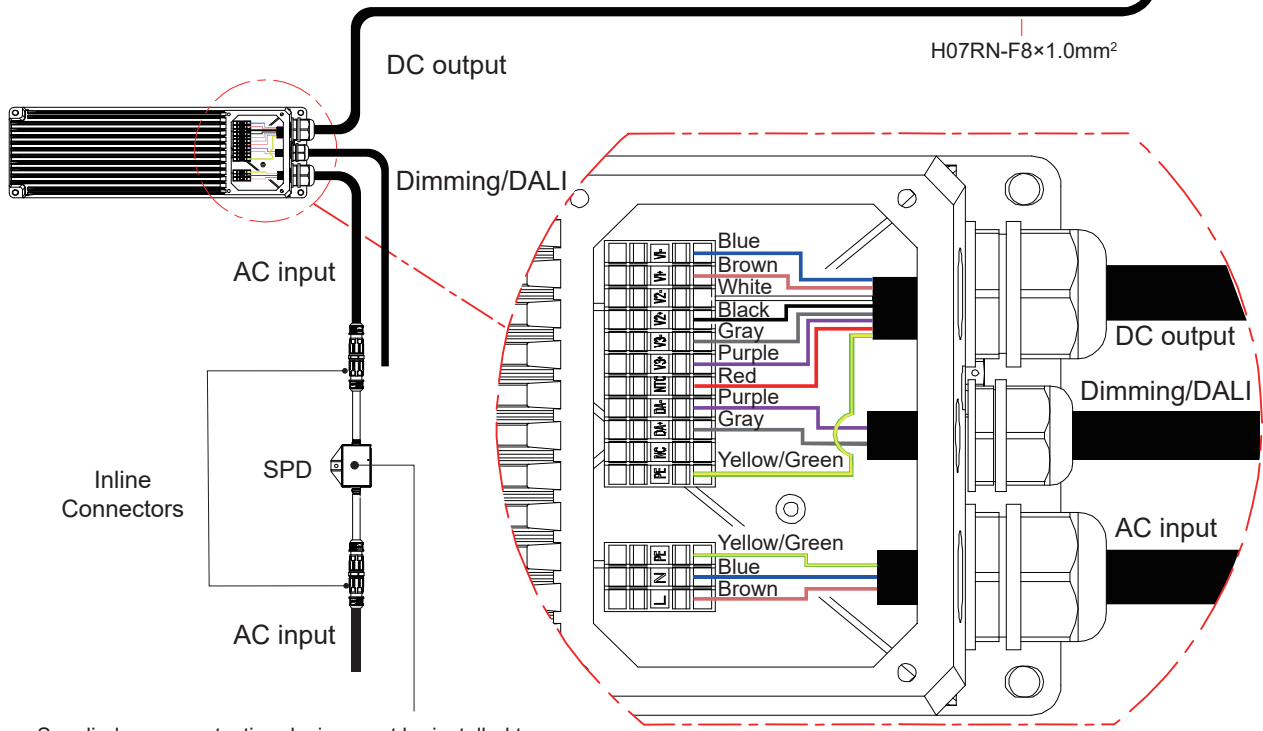 H07RN-F8×1.0mm²
DC output
Dimming/DALI
AC input
Inline
Connectors
SPD
AC input
V1-
Blue
V1+
Brown
V2-
White
V2+
Black
V3-
Gray
V3+
Purple
NTC
Red
DA-
Purple
DA+
Gray
NC
PE
Yellow/Green
PE
Yellow/Green
N
Blue
L
Brown
DC output
Dimming/DALI
AC input